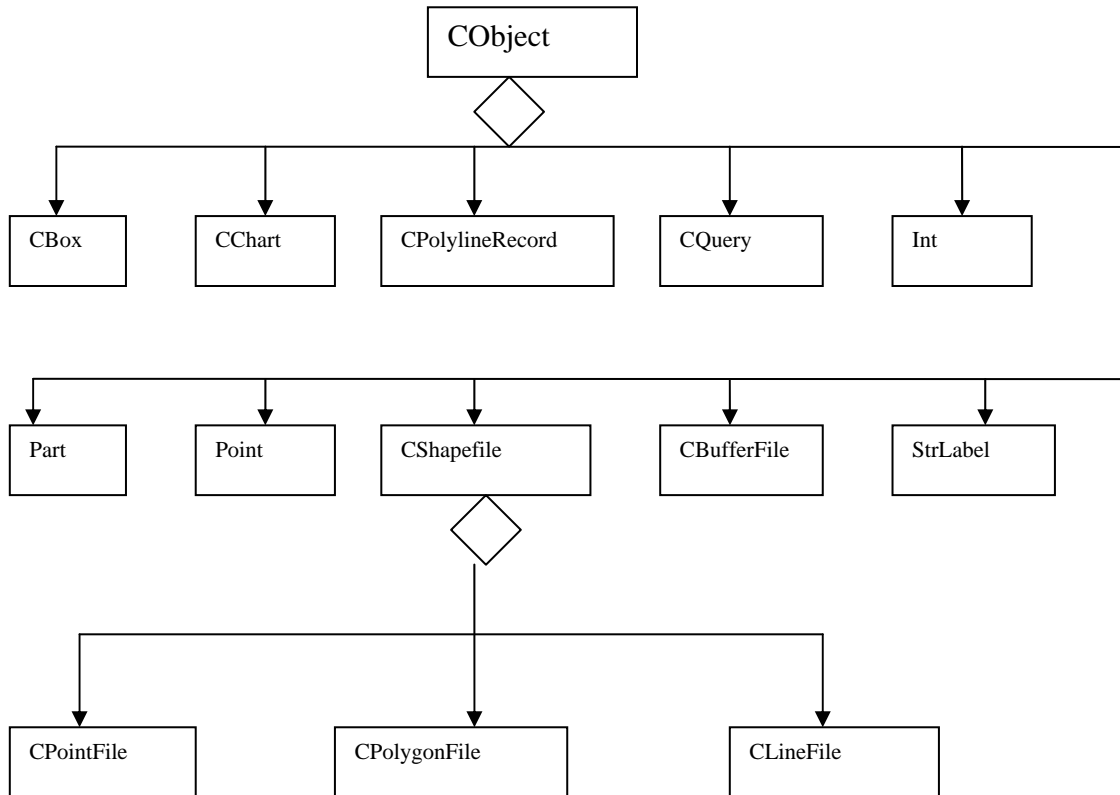 CObject
CBox
CChart
CPolylineRecord
CQuery
Int
Part
Point
CShapefile
CBufferFile
StrLabel
CPointFile
CPolygonFile
CLineFile